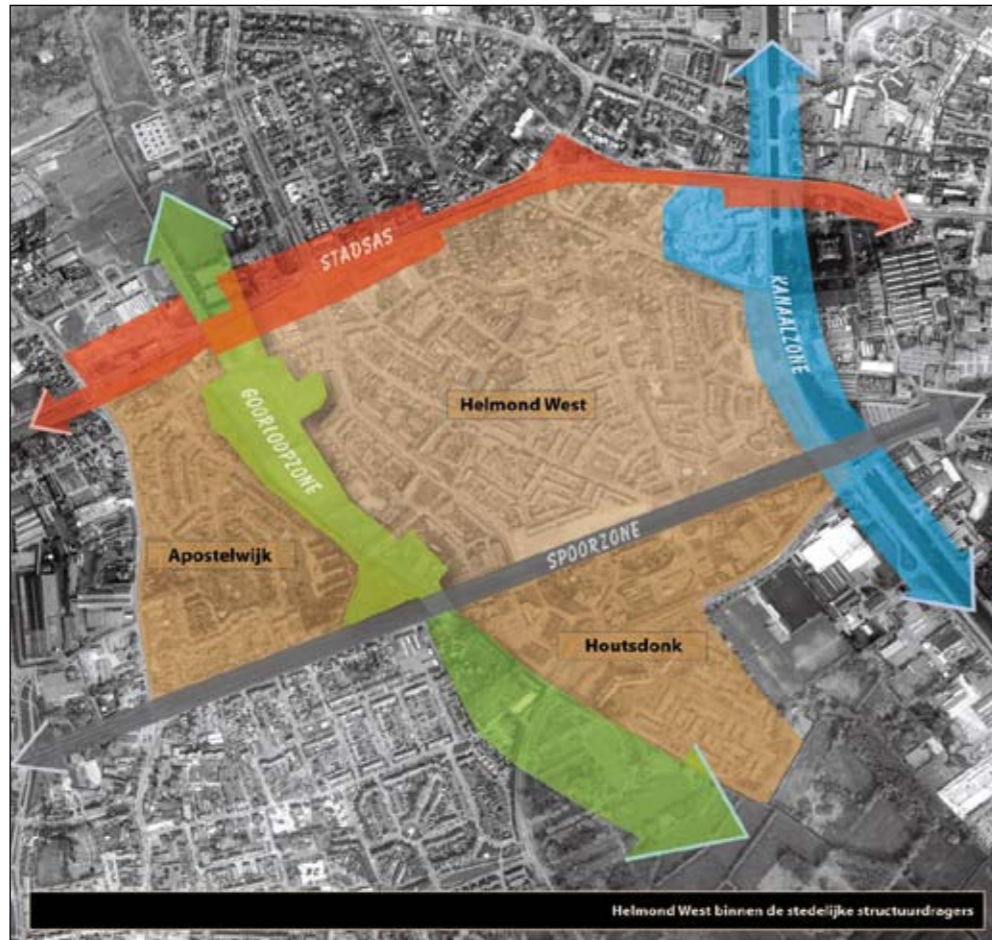 STADSAS
KANAALZONE
GOORLOOPZONE
Helmond West
SPOORZONE
Apostelwijk
Houtsdonk
Helmond West binnen de stedelijke structuurdragers